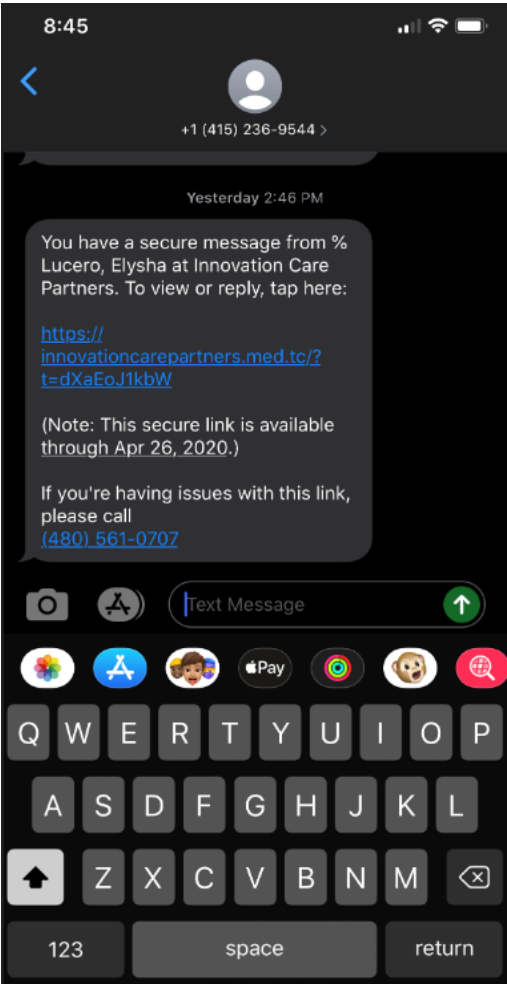 8:45
+1 (415) 236-9544 >
Yesterday 2:46 PM
You have a secure message from %
Lucero, Elysha at Innovation Care
Partners. To view or reply, tap here:
https://
innovationcarepartners.med.tc/?
t=dXaEoJ1kbW
(Note: This secure link is available
through Apr 26, 2020.)
If you're having issues with this link,
please call
(480) 561-0707
Text Message
Pay
Q W E R T Y U I O P
A S D F G H J K L
Z X C V B N M
123 space return